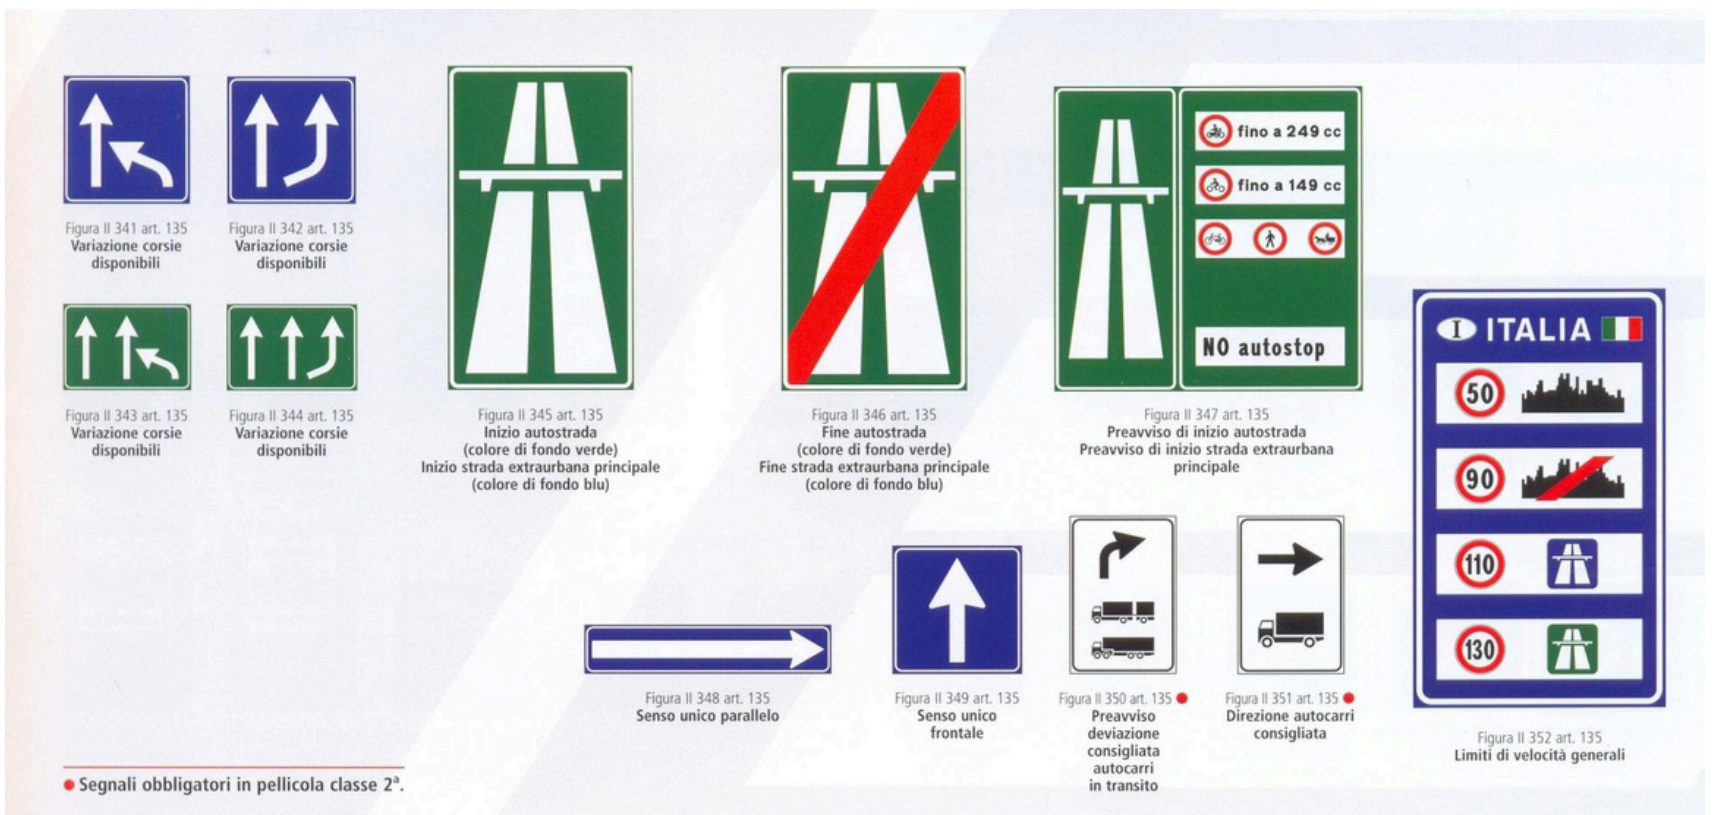 Figura II 341 art. 135
Variazione corsie
disponibili
Figura II 342 art. 135
Variazione corsie
disponibili
Figura II 343 art. 135
Variazione corsie
disponibili
Figura II 344 art. 135
Variazione corsie
disponibili
Figura II 345 art. 135
Inizio autostrada
(colore di fondo verde)
Inizio strada extraurbana principale
(colore di fondo blu)
Figura II 346 art. 135
Fine autostrada
(colore di fondo verde)
Fine strada extraurbana principale
(colore di fondo blu)
fino a 249 cc
fino a 149 cc
NO autostop
Figura II 347 art. 135
Preavviso di inizio autostrada
Preavviso di inizio strada extraurbana
principale
Figura II 348 art. 135
Senso unico parallelo
Figura II 349 art. 135
Senso unico
frontale
Figura II 350 art. 135
Preavviso
deviazione
consigliata
autocarri
in transito
Figura II 351 art. 135
Direzione autocarri
consigliata
I ITALIA
50
90
110
130
Figura II 352 art. 135
Limiti di velocità generali
Segnali obbligatori in pellicola classe 2ª.